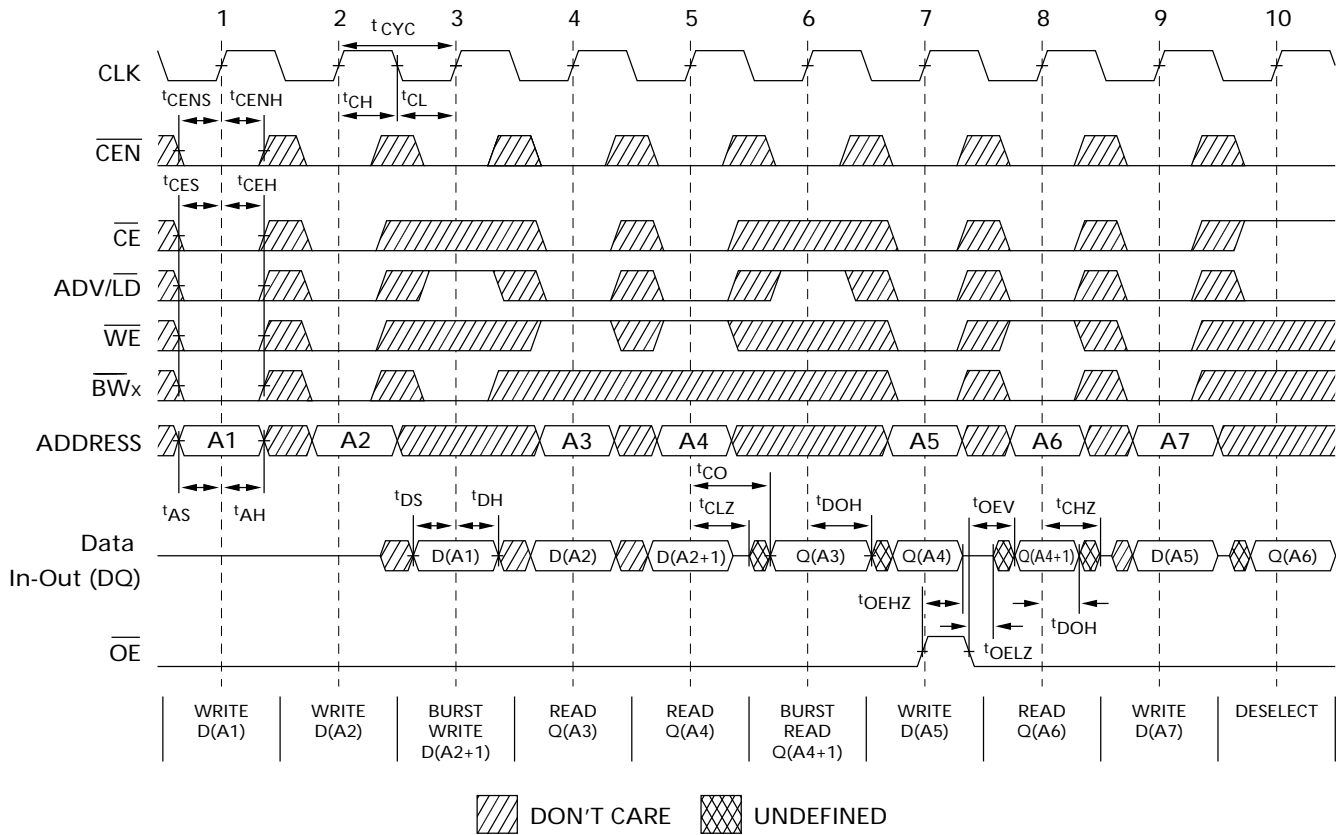 1 2 3 4 5 6 7 8 9 10
tCYC
CLK
tCENS tCENH tCH tCL
CEN
tCES tCEH
CE
ADV/LD
WE
BWx
ADDRESS A1 A2 A3 A4 A5 A6 A7
tCO
tAS tAH tDS tDH tCLZ tDOH tOEV tCHZ
Data
In-Out (DQ)
D(A1) D(A2) D(A2+1) Q(A3) Q(A4) Q(A4+1) D(A5) Q(A6)
tOEHZ tDOH
tOELZ
OE
WRITE
D(A1)
WRITE
D(A2)
BURST
WRITE
D(A2+1)
READ
Q(A3)
READ
Q(A4)
BURST
READ
Q(A4+1)
WRITE
D(A5)
READ
Q(A6)
WRITE
D(A7)
DESELECT
DON'T CARE UNDEFINED